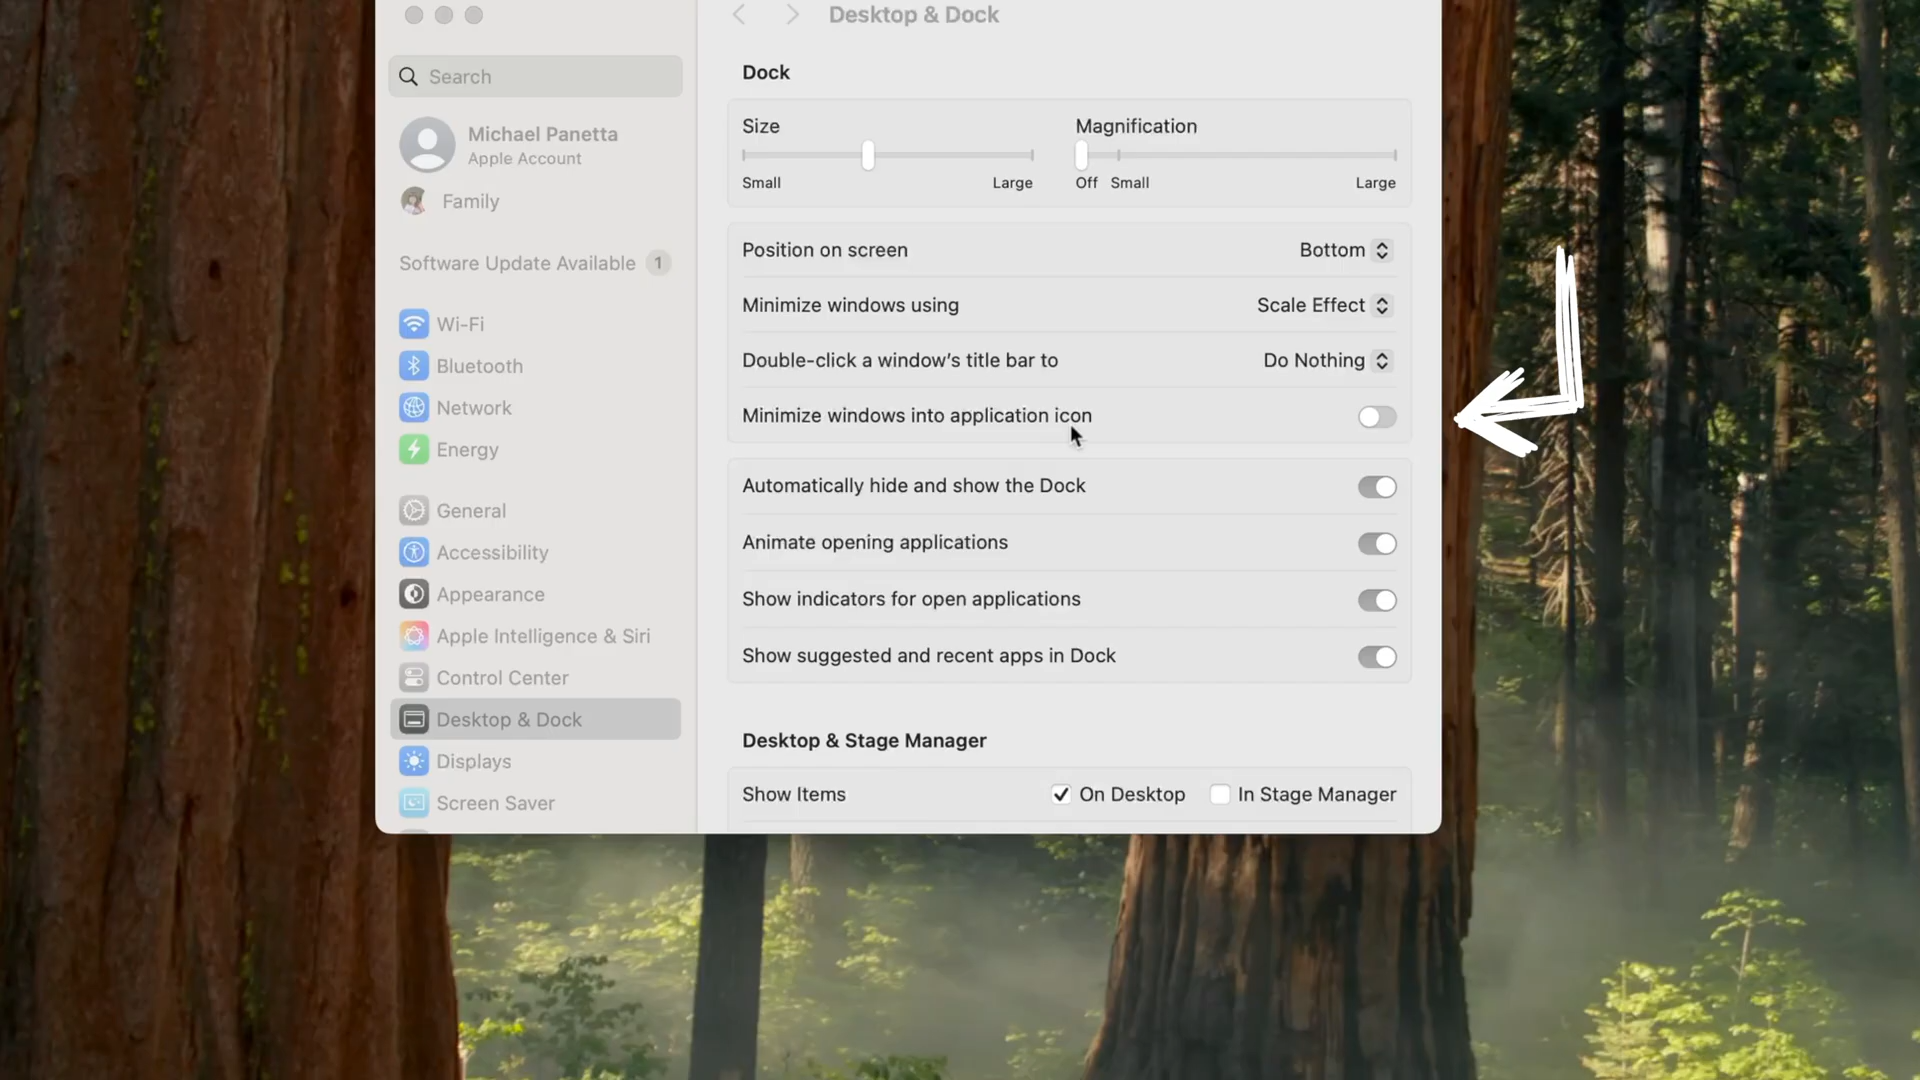 Desktop & Dock
Search
Michael Panetta
Apple Account
Family
Software Update Available 1
Wi-Fi
Bluetooth
Network
Energy
General
Accessibility
Appearance
Apple Intelligence & Siri
Control Center
Desktop & Dock
Displays
Screen Saver
Dock
Size
Small Large
Magnification
Off Small Large
Position on screen Bottom
Minimize windows using Scale Effect
Double-click a window’s title bar to Do Nothing
Minimize windows into application icon
Automatically hide and show the Dock
Animate opening applications
Show indicators for open applications
Show suggested and recent apps in Dock
Desktop & Stage Manager
Show Items On Desktop In Stage Manager